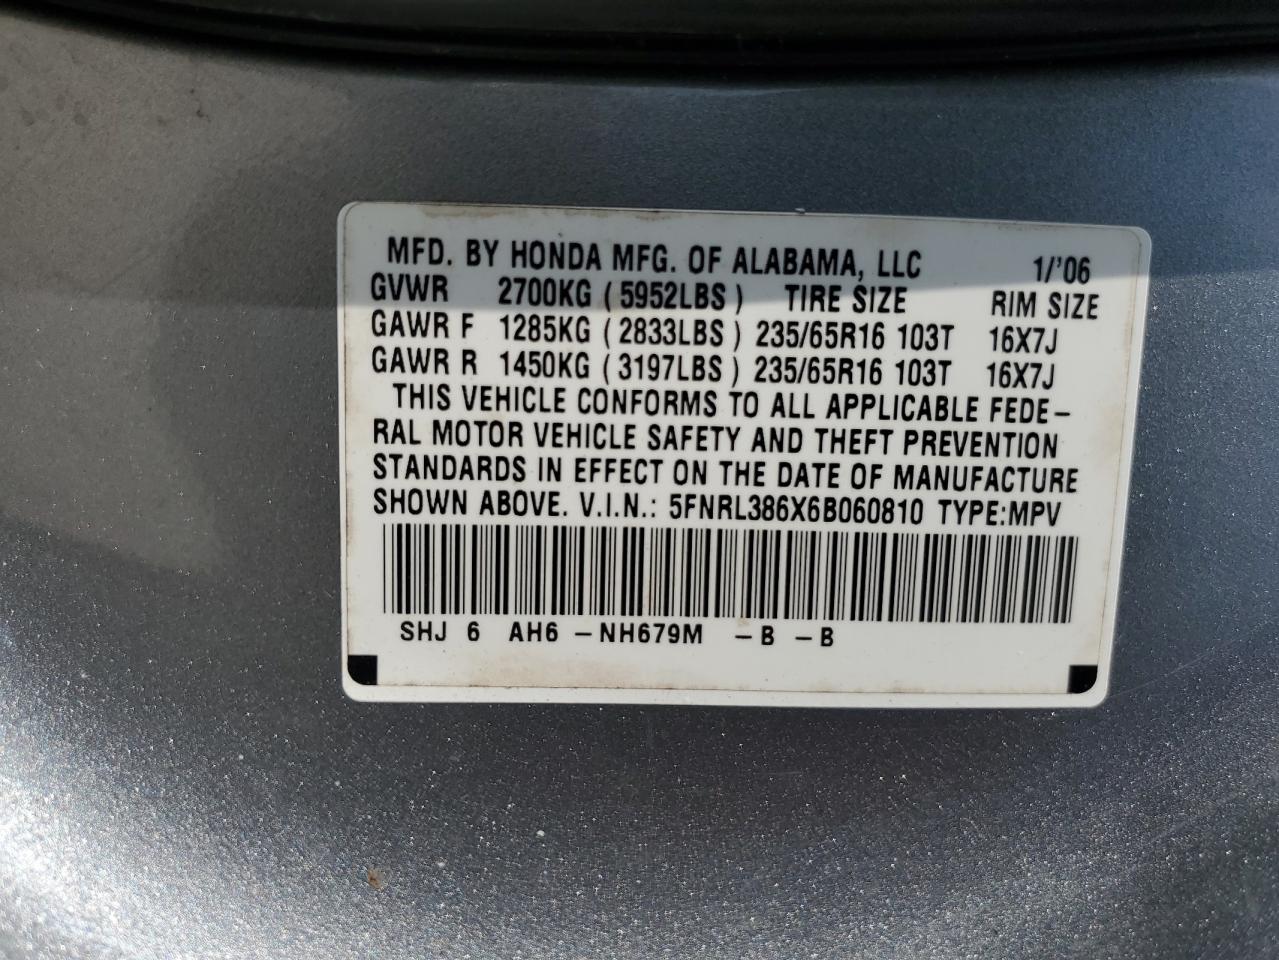 MFD. BY HONDA MFG. OF ALABAMA, LLC 1/'06
GVWR 2700KG (5952LBS) TIRE SIZE RIM SIZE
GAWR F 1285KG (2833LBS) 235/65R16 103T 16X7J
GAWR R 1450KG (3197LBS) 235/65R16 103T 16X7J
THIS VEHICLE CONFORMS TO ALL APPLICABLE FEDE-
RAL MOTOR VEHICLE SAFETY AND THEFT PREVENTION
STANDARDS IN EFFECT ON THE DATE OF MANUFACTURE
SHOWN ABOVE. V.I.N.: 5FNRL386X6B060810 TYPE:MPV
SHJ 6 AH6 -NH679M -B -B